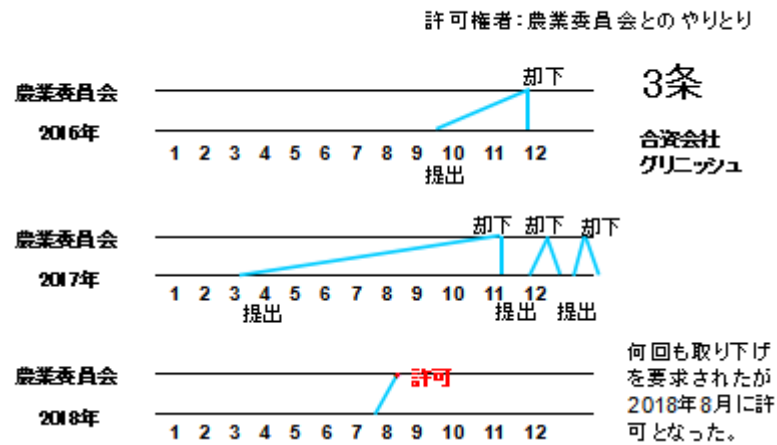 許可権者：農業委員会とのやりとり
却下
3条
農業委員会
2016年
1 2 3 4 5 6 7 8 9 10 11 12
提出
合資会社
グリニッシュ
却下 却下 却下
農業委員会
2017年
1 2 3 4 5 6 7 8 9 10 11 12
提出 提出 提出
農業委員会
許可
2018年
1 2 3 4 5 6 7 8 9 10 11 12
何回も取り下げ
を要求されたが
2018年8月に許
可となった。